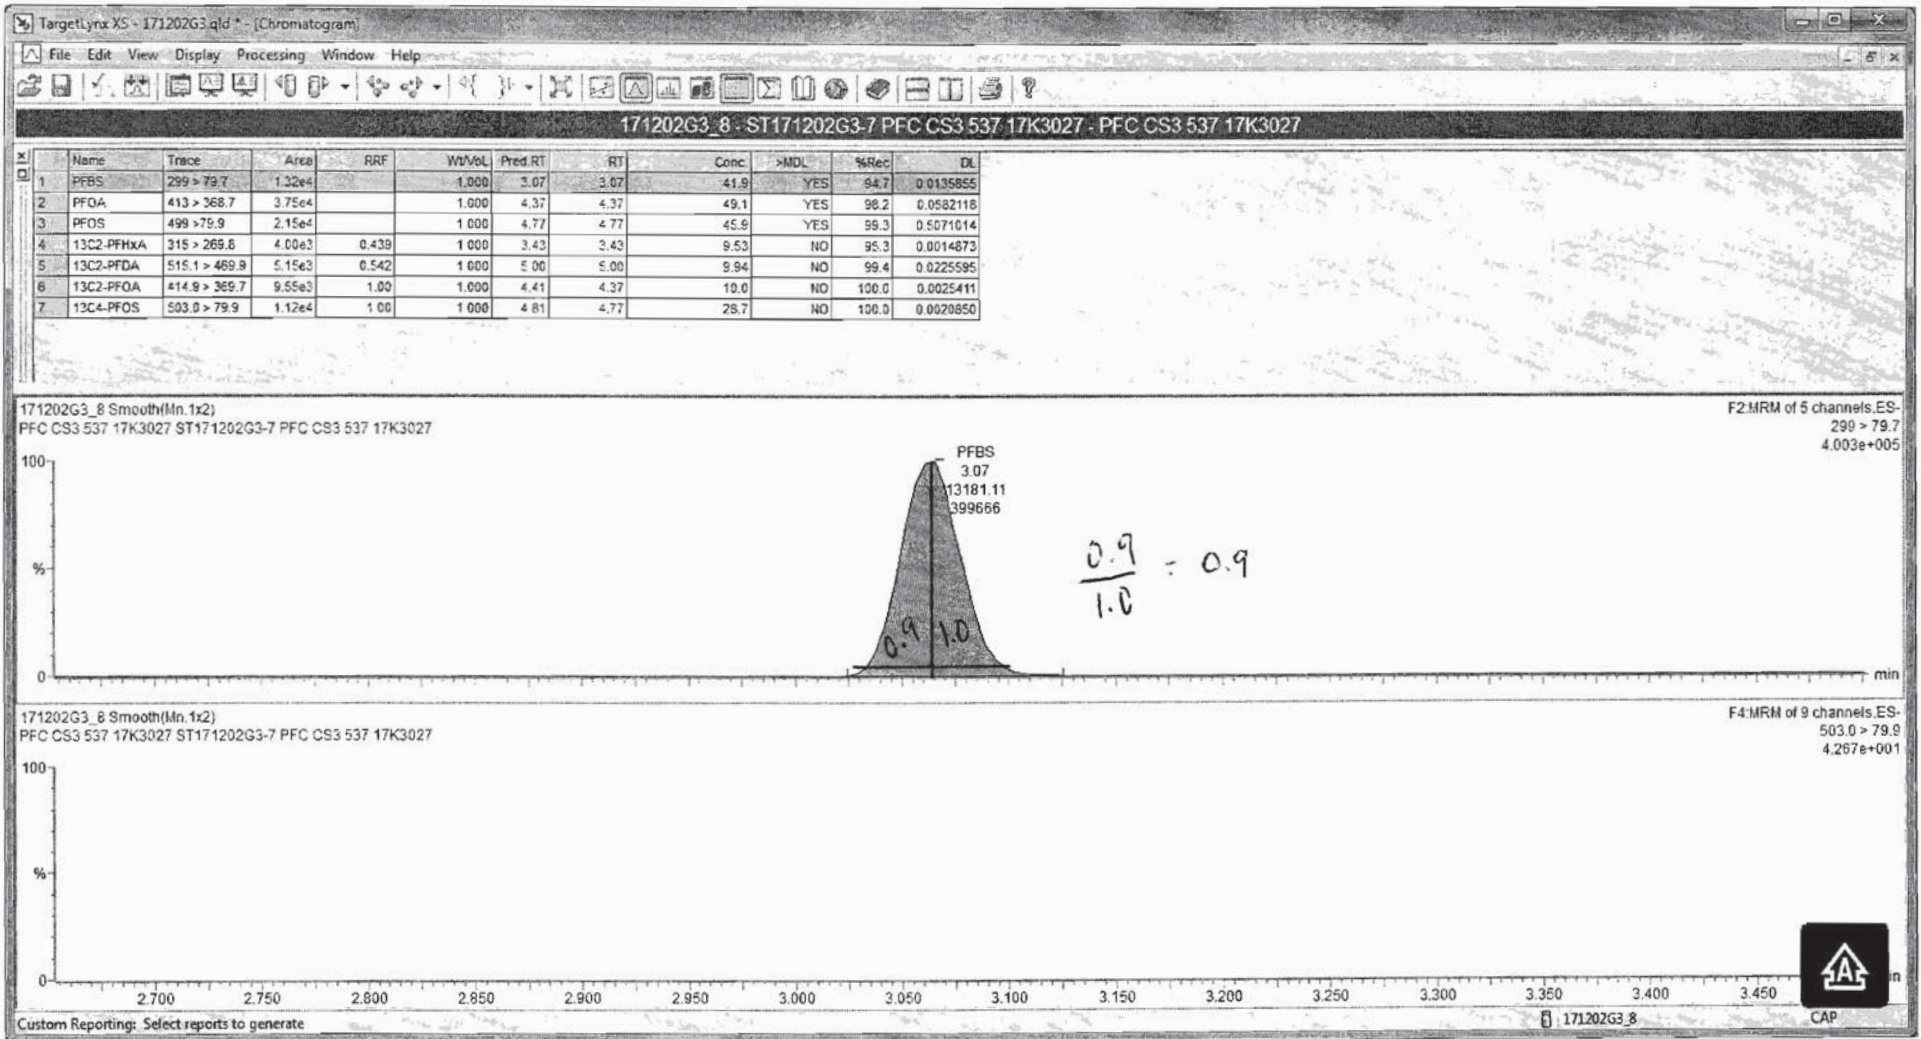 TargetLynx XS - 171202G3.qld * - [Chromatogram]
File Edit View Display Processing Window Help
171202G3_8 - ST171202G3-7 PFC CS3 537 17K3027 - PFC CS3 537 17K3027
Name Trace Area RRF Wt/Vol. Pred.RT RT Conc. >MDL %Rec DL
1 PFBS 299 > 79.7 1.32e4 1.000 3.07 3.07 41.9 YES 94.7 0.0135855
2 PFOA 413 > 368.7 3.75e4 1.000 4.37 4.37 49.1 YES 98.2 0.0582118
3 PFOS 499 >79.9 2.15e4 1.000 4.77 4.77 45.9 YES 99.3 0.5071014
4 13C2-PFHxA 315 > 269.8 4.00e3 0.439 1.000 3.43 3.43 9.53 NO 95.3 0.0014873
5 13C2-PFDA 515.1 > 469.9 5.15e3 0.542 1.000 5.00 5.00 9.94 NO 99.4 0.0225595
6 13C2-PFOA 414.9 > 369.7 9.55e3 1.00 1.000 4.41 4.37 10.0 NO 100.0 0.0025411
7 13C4-PFOS 503.0 > 79.9 1.12e4 1.00 1.000 4.81 4.77 28.7 NO 100.0 0.0020850
171202G3_8 Smooth(Mn,1x2)
PFC CS3 537 17K3027 ST171202G3-7 PFC CS3 537 17K3027
F2:MRM of 5 channels,ES-
299 > 79.7
4.003e+005
100
PFBS
3.07
13181.11
399666
%
0.9
1.0
0.9 1.0
= 0.9
0
min
171202G3_8 Smooth(Mn,1x2)
PFC CS3 537 17K3027 ST171202G3-7 PFC CS3 537 17K3027
F4:MRM of 9 channels,ES-
503.0 > 79.9
4.267e+001
100
%
0
2.700 2.750 2.800 2.850 2.900 2.950 3.000 3.050 3.100 3.150 3.200 3.250 3.300 3.350 3.400 3.450
in
A
Custom Reporting: Select reports to generate
171202G3_8
CAP